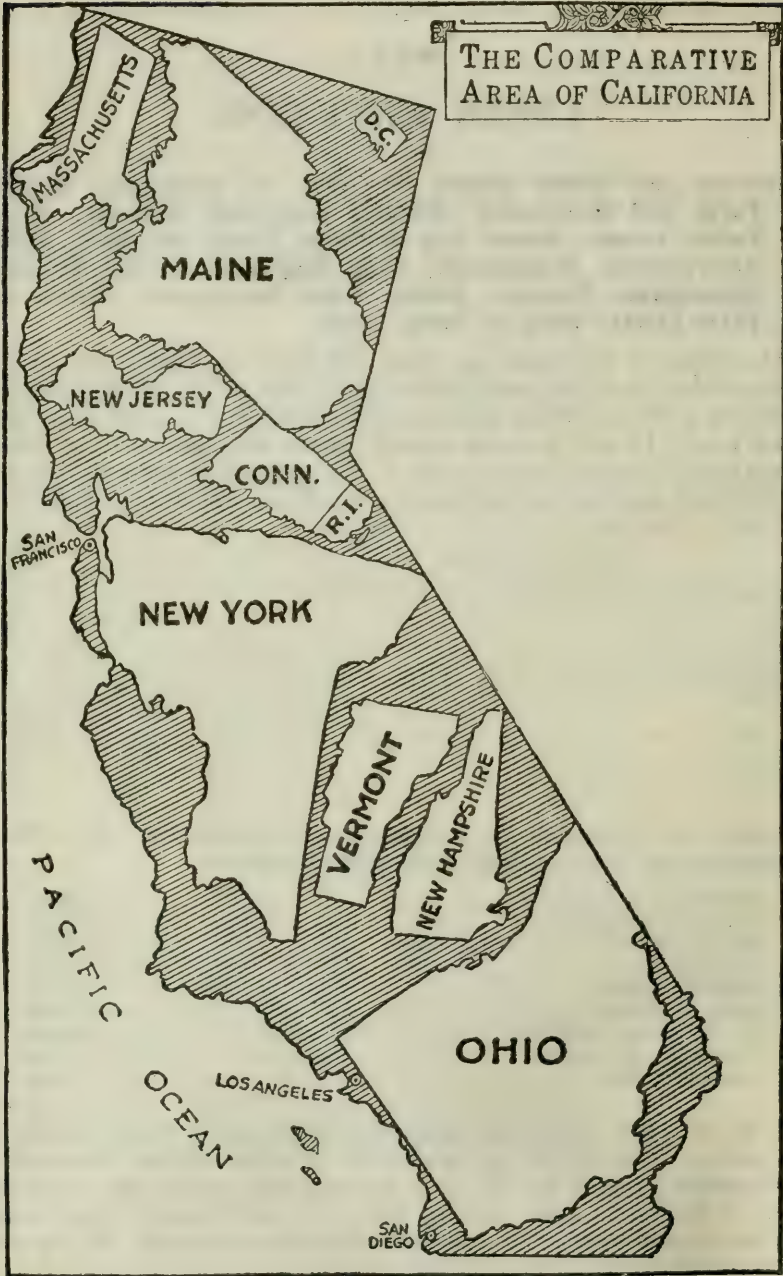 THE COMPARATIVE
AREA OF CALIFORNIA
MASSACHUSETTS
D.C.
MAINE
NEW JERSEY
CONN.
R.I.
SAN
FRANCISCO
NEW YORK
VERMONT
NEW HAMPSHIRE
PACIFIC
OCEAN
OHIO
LOS ANGELES
SAN
DIEGO